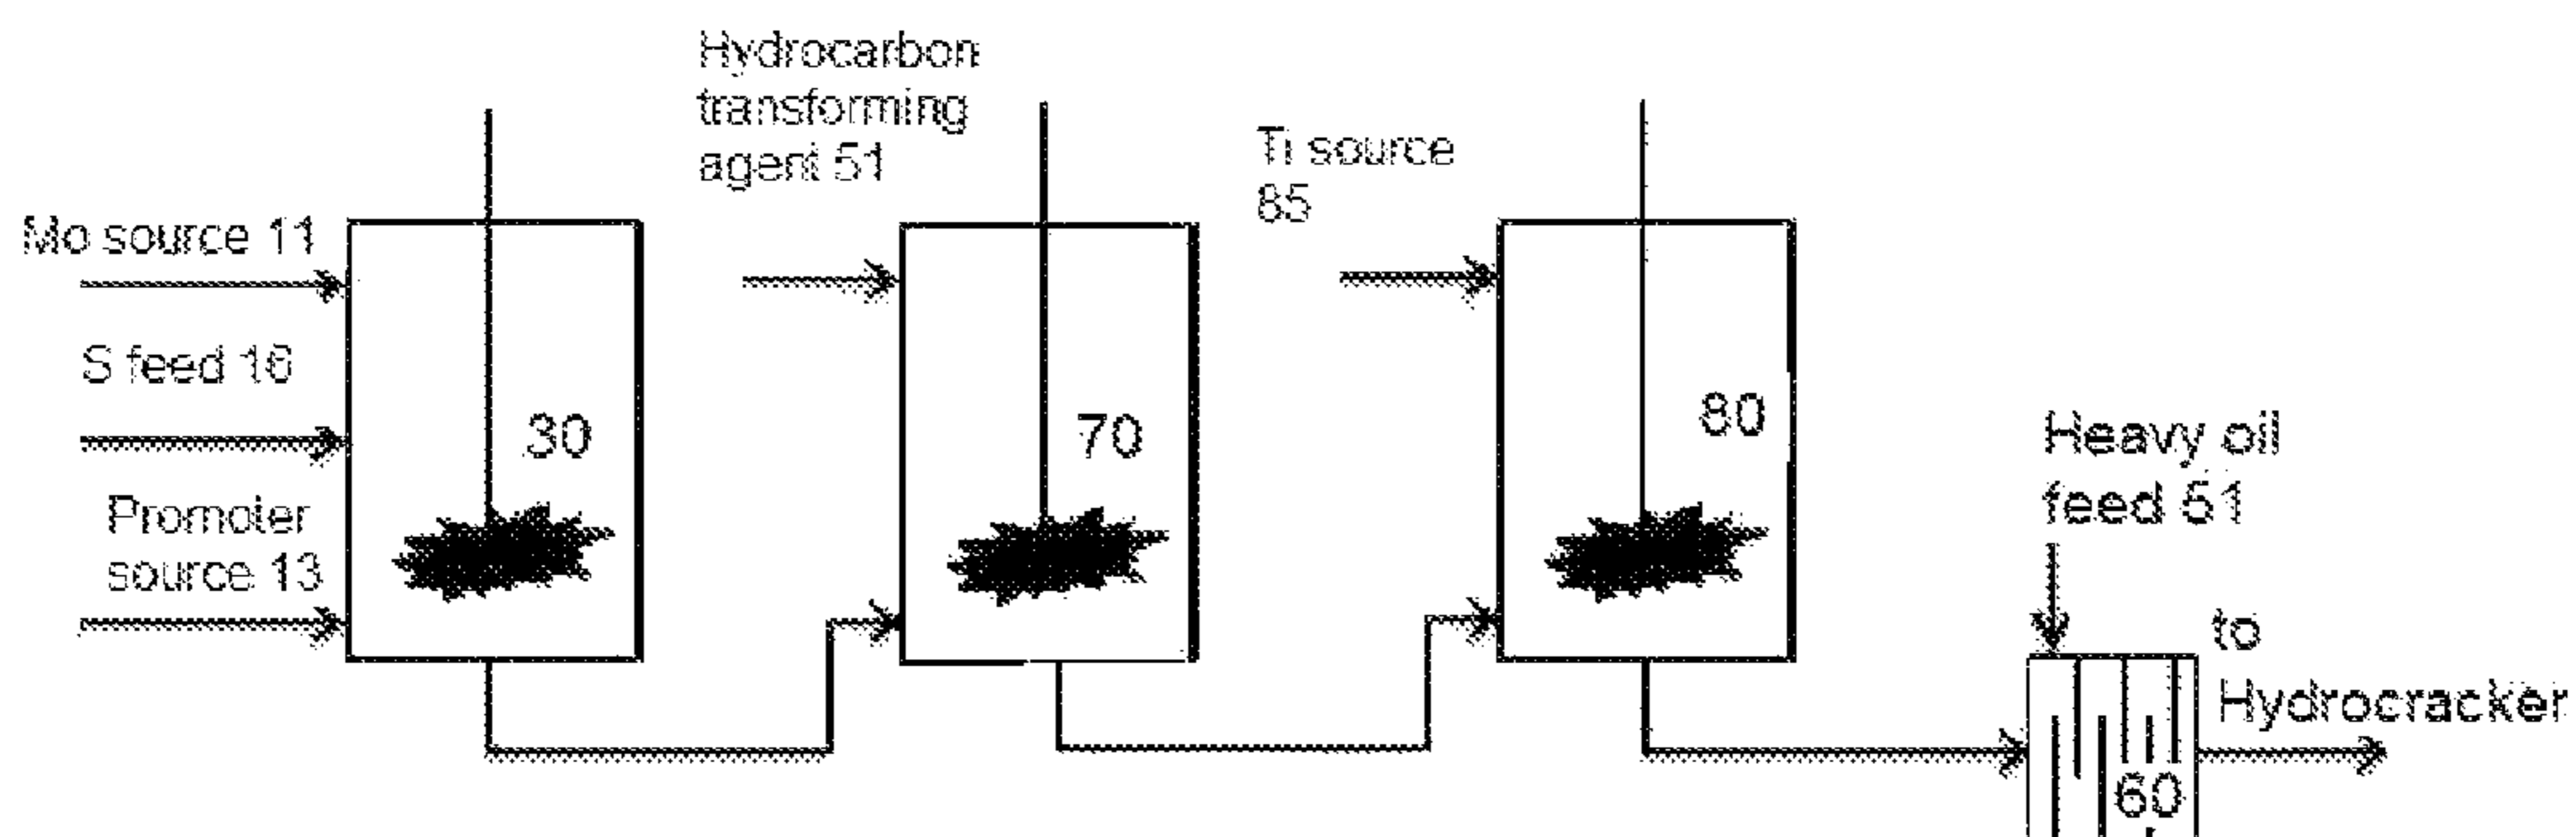 Hydrocarbon
transforming
agent 51
Ti source
85
Mo source 11
S feed 16
Promoter
source 13
30
70
80
Heavy oil
feed 51
to
Hydrocracker
60